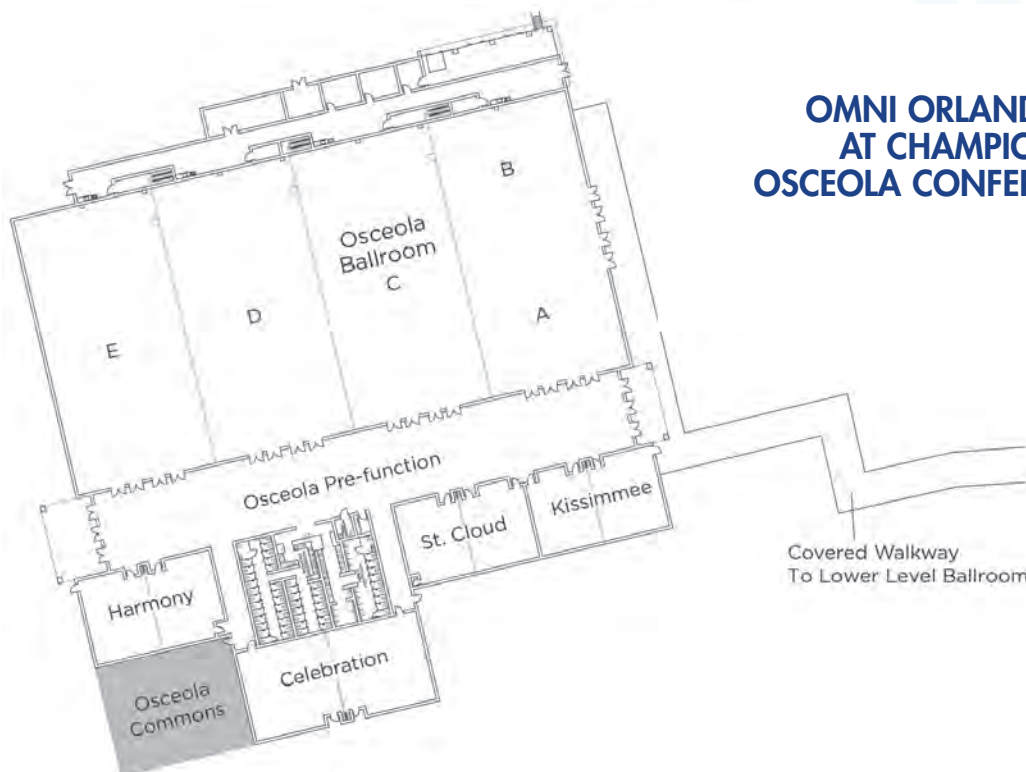 OMNI ORLAND
AT CHAMPIO
OSCEOLA CONFE
B
Osceola
Ballroom
C
D
A
E
Osceola Pre-function
Kissimmee
St. Cloud
Harmony
Covered Walkway
To Lower Level Ballroom
Celebration
Osceola
Commons